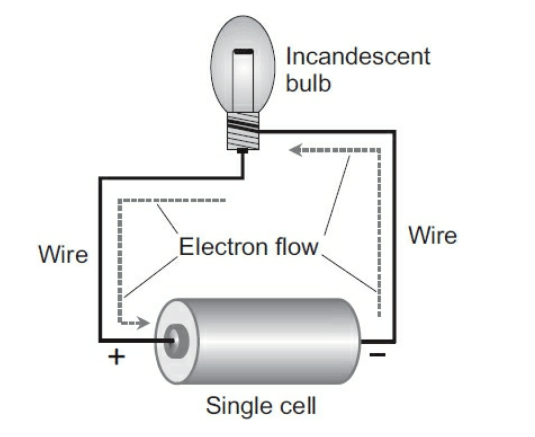 Incandescent
bulb
Wire
Electron flow
Wire
+
−
Single cell